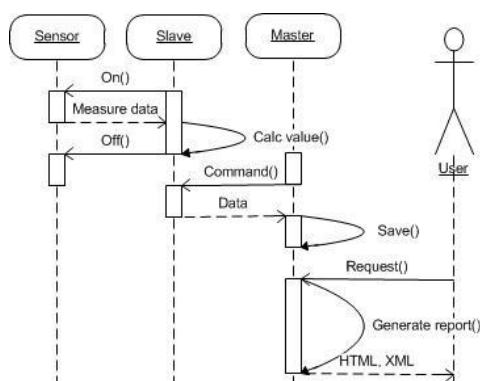 Sensor
Slave
Master
On()
Measure data
Calc value()
Off()
User
Command()
Data
Save()
Request()
Generate report()
HTML, XML